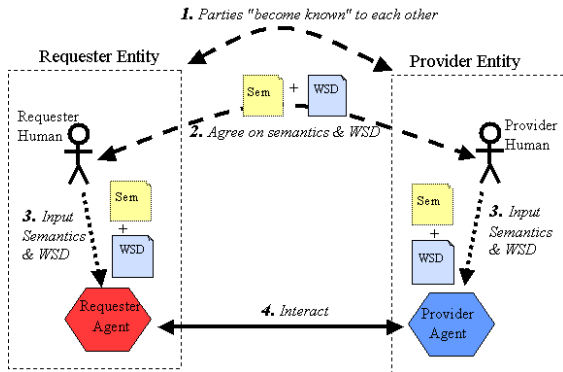 1. Parties "become known" to each other
Requester Entity
Provider Entity
Sem
+
WSD
Requester
Human
Provider
Human
2. Agree on semantics & WSD
3. Input
Semantics
& WSD
Sem
+
WSD
Sem
+
WSD
3. Input
Semantics
& WSD
Requester
Agent
4. Interact
Provider
Agent